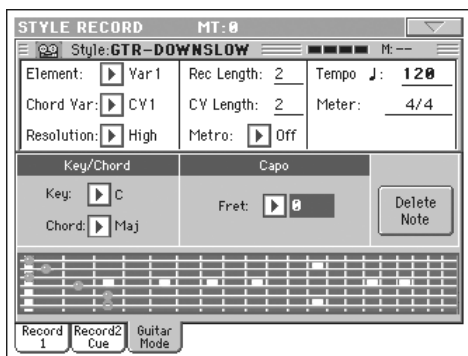 STYLE RECORD MT:0
Style:GTR-DOWNSLOW M:--
Element: Var1 Rec Length: 2 Tempo ♩: 120
Chord Var: CV1 CV Length: 2 Meter: 4/4
Resolution: High Metro: Off
Key/Chord Capo
Key: C
Fret: 0
Delete
Note
Chord: Maj
Record Record2 Guitar
1 Cue Mode